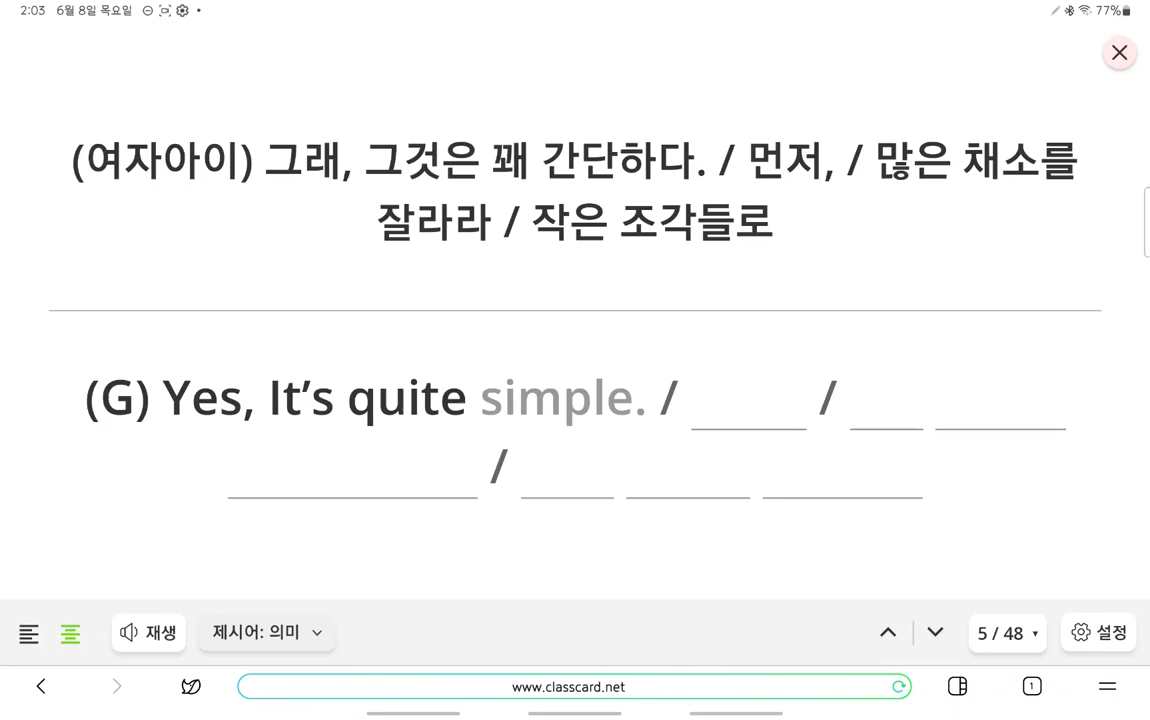 2:03 6월 8일 목요일 77%
(여자아이) 그래, 그것은 꽤 간단하다. / 먼저, / 많은 채소를
잘라라 / 작은 조각들로
(G) Yes, It’s quite simple. / /
/
재생 제시어: 의미 5 / 48 설정
www.classcard.net 1